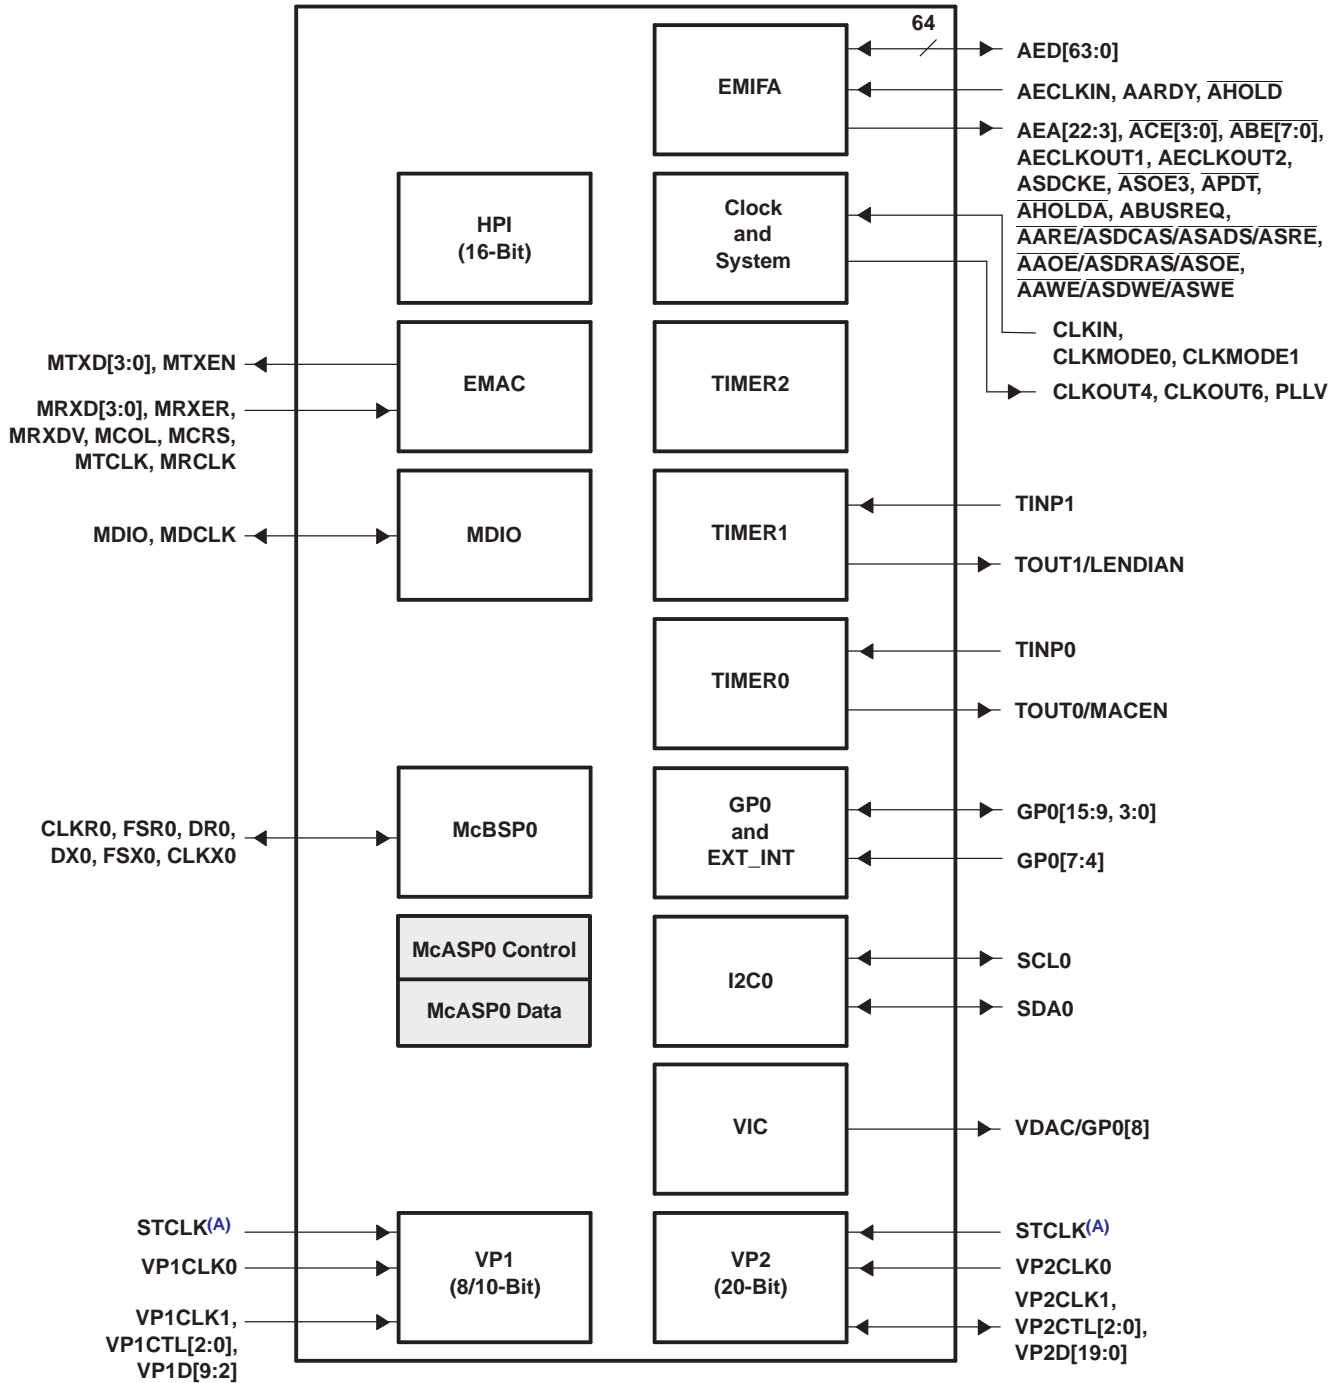 64
AED[63:0]
EMIFA
AECLKIN, AARDY, AHOLD
AEA[22:3], ACE[3:0], ABE[7:0],
AECLKOUT1, AECLKOUT2,
ASDCKE, ASOE3, APDT,
AHOLDA, ABUSREQ,
AARE/ASDCAS/ASADS/ASRE,
AAOE/ASDRAS/ASOE,
AAWE/ASDWE/ASWE
HPI
(16-Bit)
Clock
and
System
CLKIN,
CLKMODE0, CLKMODE1
CLKOUT4, CLKOUT6, PLLV
MTXD[3:0], MTXEN
MRXD[3:0], MRXER,
MRXDV, MCOL, MCRS,
MTCLK, MRCLK
EMAC
TIMER2
MDIO, MDCLK
MDIO
TIMER1
TINP1
TOUT1/LENDIAN
TIMER0
TINP0
TOUT0/MACEN
CLKR0, FSR0, DR0,
DX0, FSX0, CLKX0
McBSP0
GP0
and
EXT_INT
GP0[15:9, 3:0]
GP0[7:4]
McASP0 Control
McASP0 Data
I2C0
SCL0
SDA0
VIC
VDAC/GP0[8]
STCLK(A)
VP1CLK0
VP1CLK1,
VP1CTL[2:0],
VP1D[9:2]
VP1
(8/10-Bit)
VP2
(20-Bit)
STCLK(A)
VP2CLK0
VP2CLK1,
VP2CTL[2:0],
VP2D[19:0]